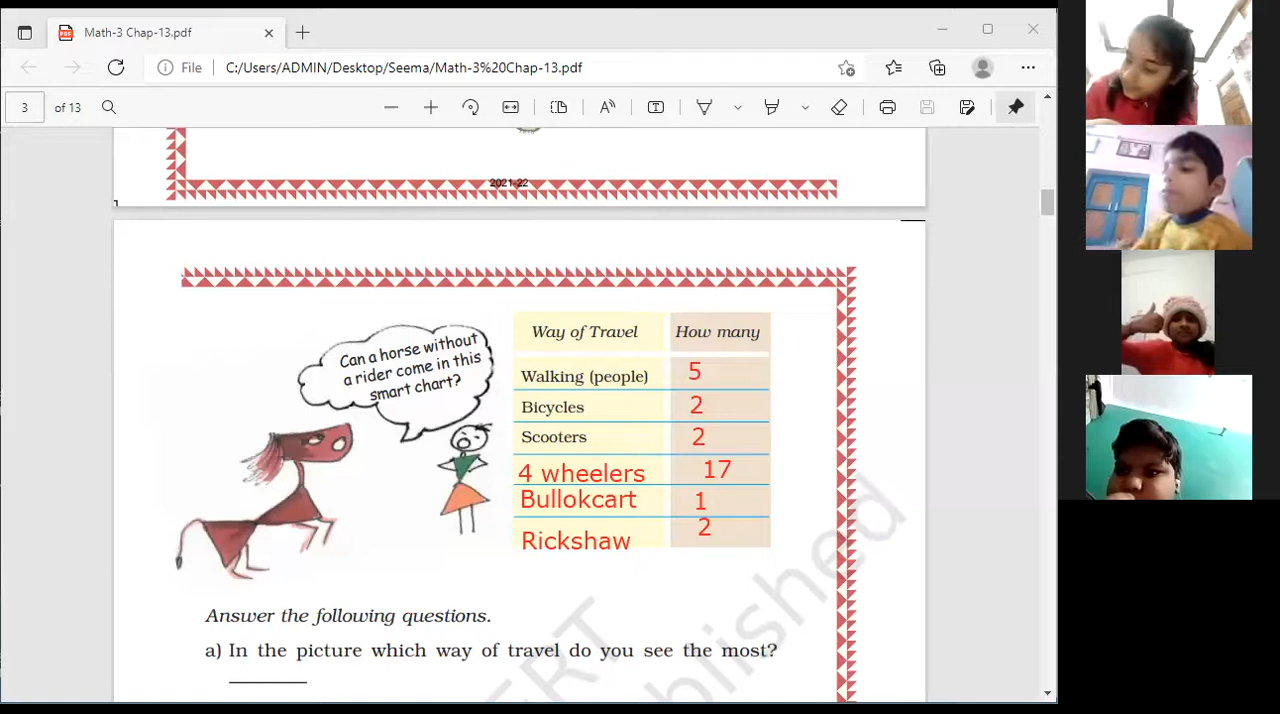 Math-3 Chap-13.pdf
File C:/Users/ADMIN/Desktop/Seema/Math-3%20Chap-13.pdf
3 of 13
2021-22
Can a horse without
a rider come in this
smart chart?
Way of Travel How many
Walking (people) 5
Bicycles 2
Scooters 2
4 wheelers 17
Bullokcart 1
Rickshaw 2
Answer the following questions.
a) In the picture which way of travel do you see the most?